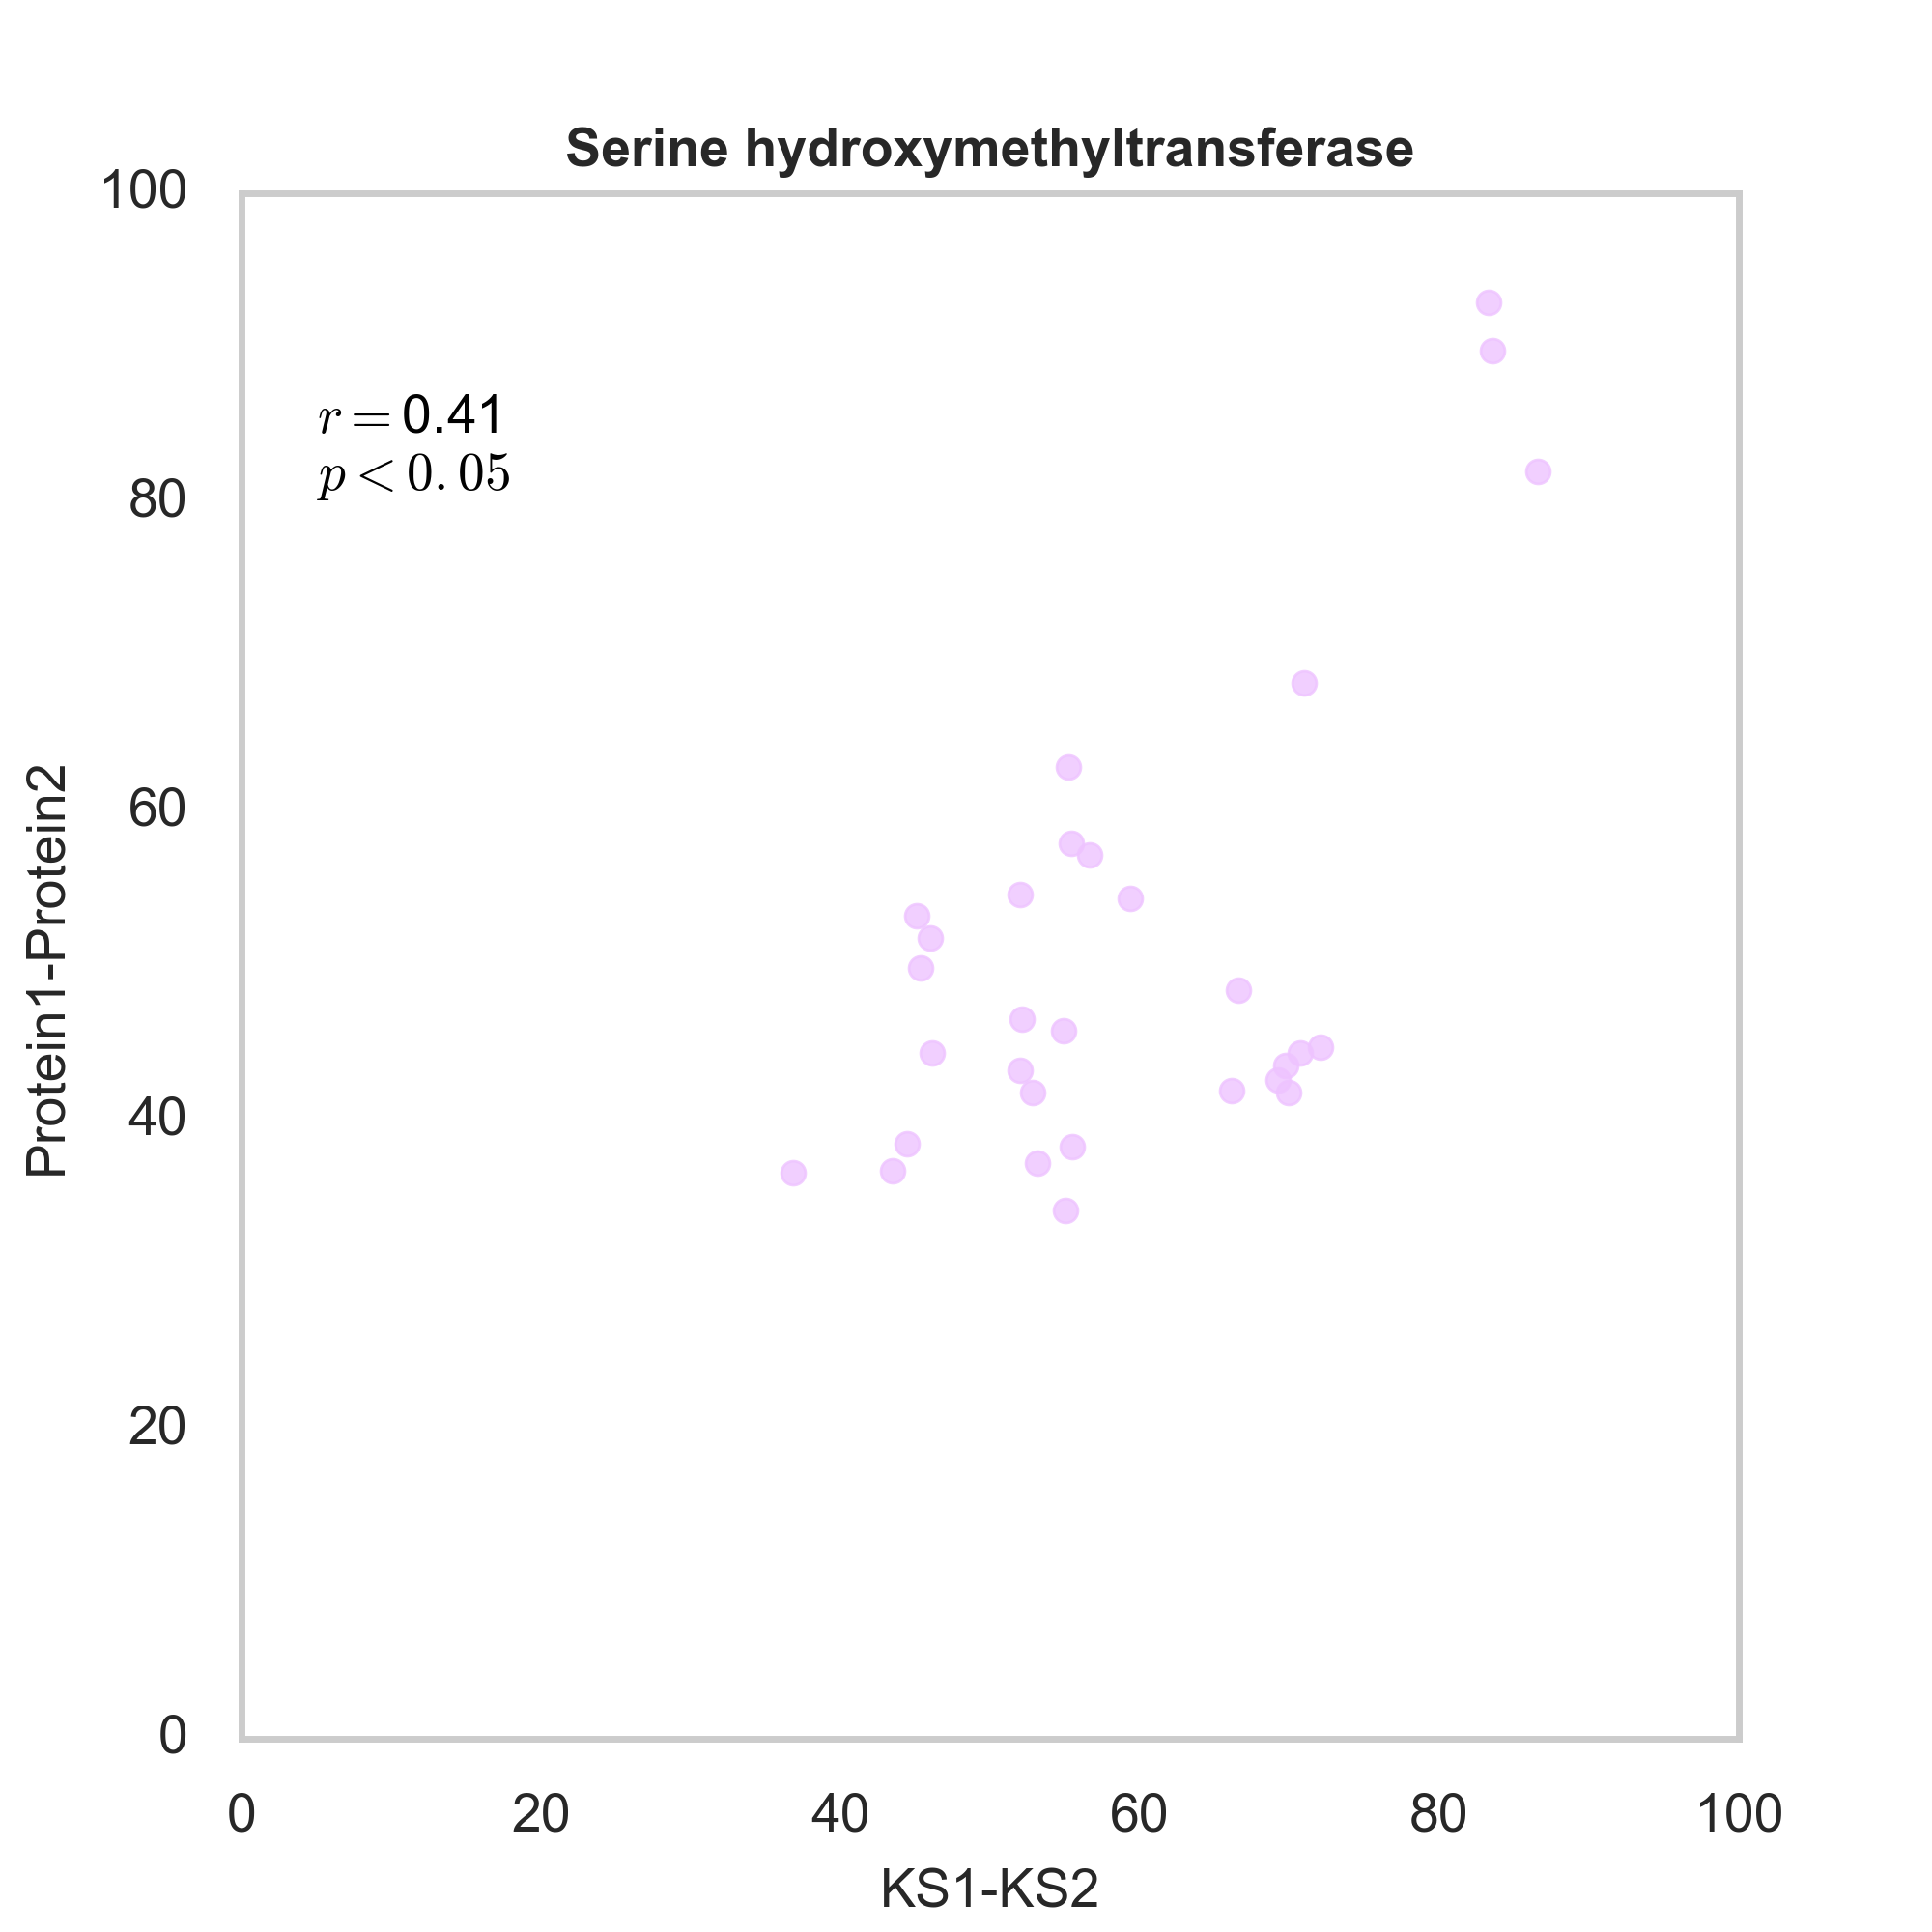 Serine hydroxymethyltransferase
100
r = 0.41
p < 0.05
80
60
40
20
0
Protein1-Protein2
0 20 40 60 80 100
KS1-KS2